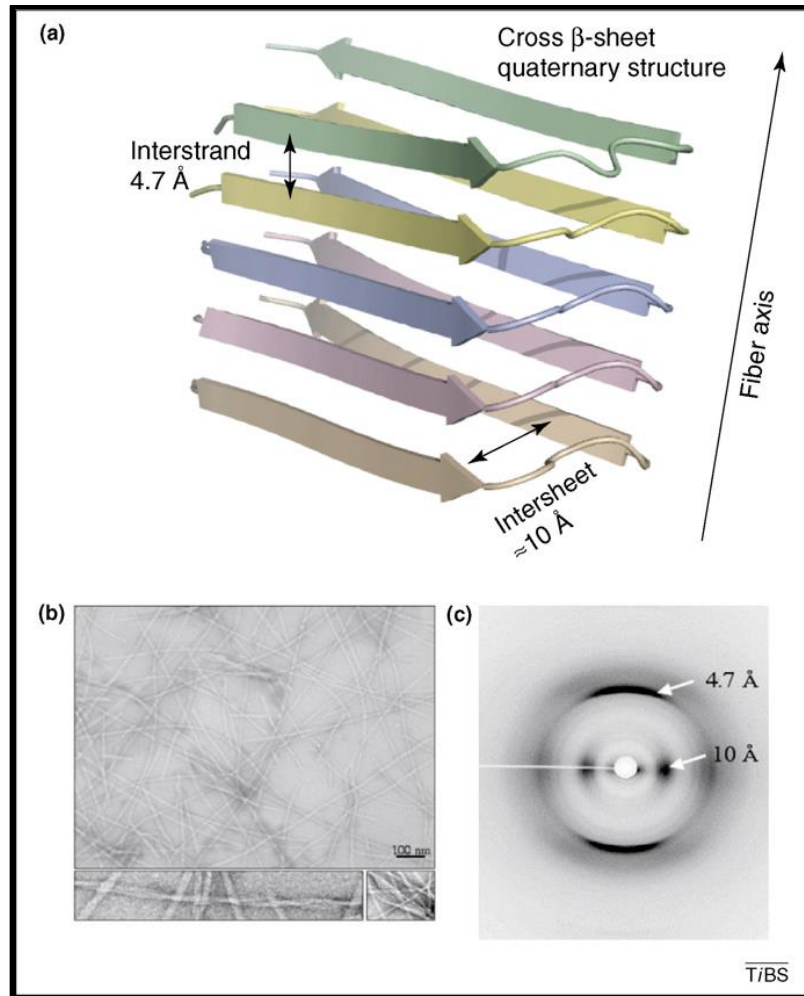 (a)
Cross β-sheet
quaternary structure
Interstrand
4.7 Å
Fiber axis
Intersheet
≈10 Å
(b)
100 nm
(c)
4.7 Å
10 Å
TiBS